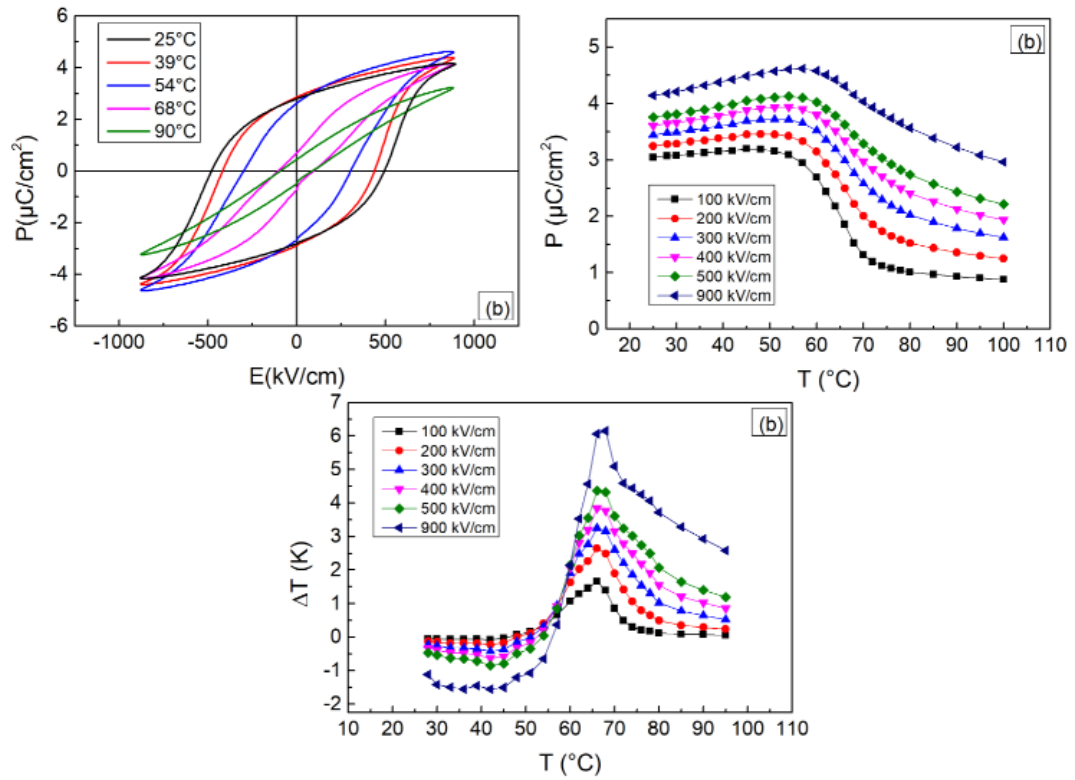 6
4
2
0
-2
-4
-6
P(μC/cm²)
25°C
39°C
54°C
68°C
90°C
(b)
-1000 -500 0 500 1000
E(kV/cm)
5
4
3
2
1
0
P (μC/cm²)
(b)
100 kV/cm
200 kV/cm
300 kV/cm
400 kV/cm
500 kV/cm
900 kV/cm
20 30 40 50 60 70 80 90 100 110
T (°C)
7
6
5
4
3
2
1
0
-1
-2
ΔT (K)
(b)
100 kV/cm
200 kV/cm
300 kV/cm
400 kV/cm
500 kV/cm
900 kV/cm
10 20 30 40 50 60 70 80 90 100 110
T (°C)